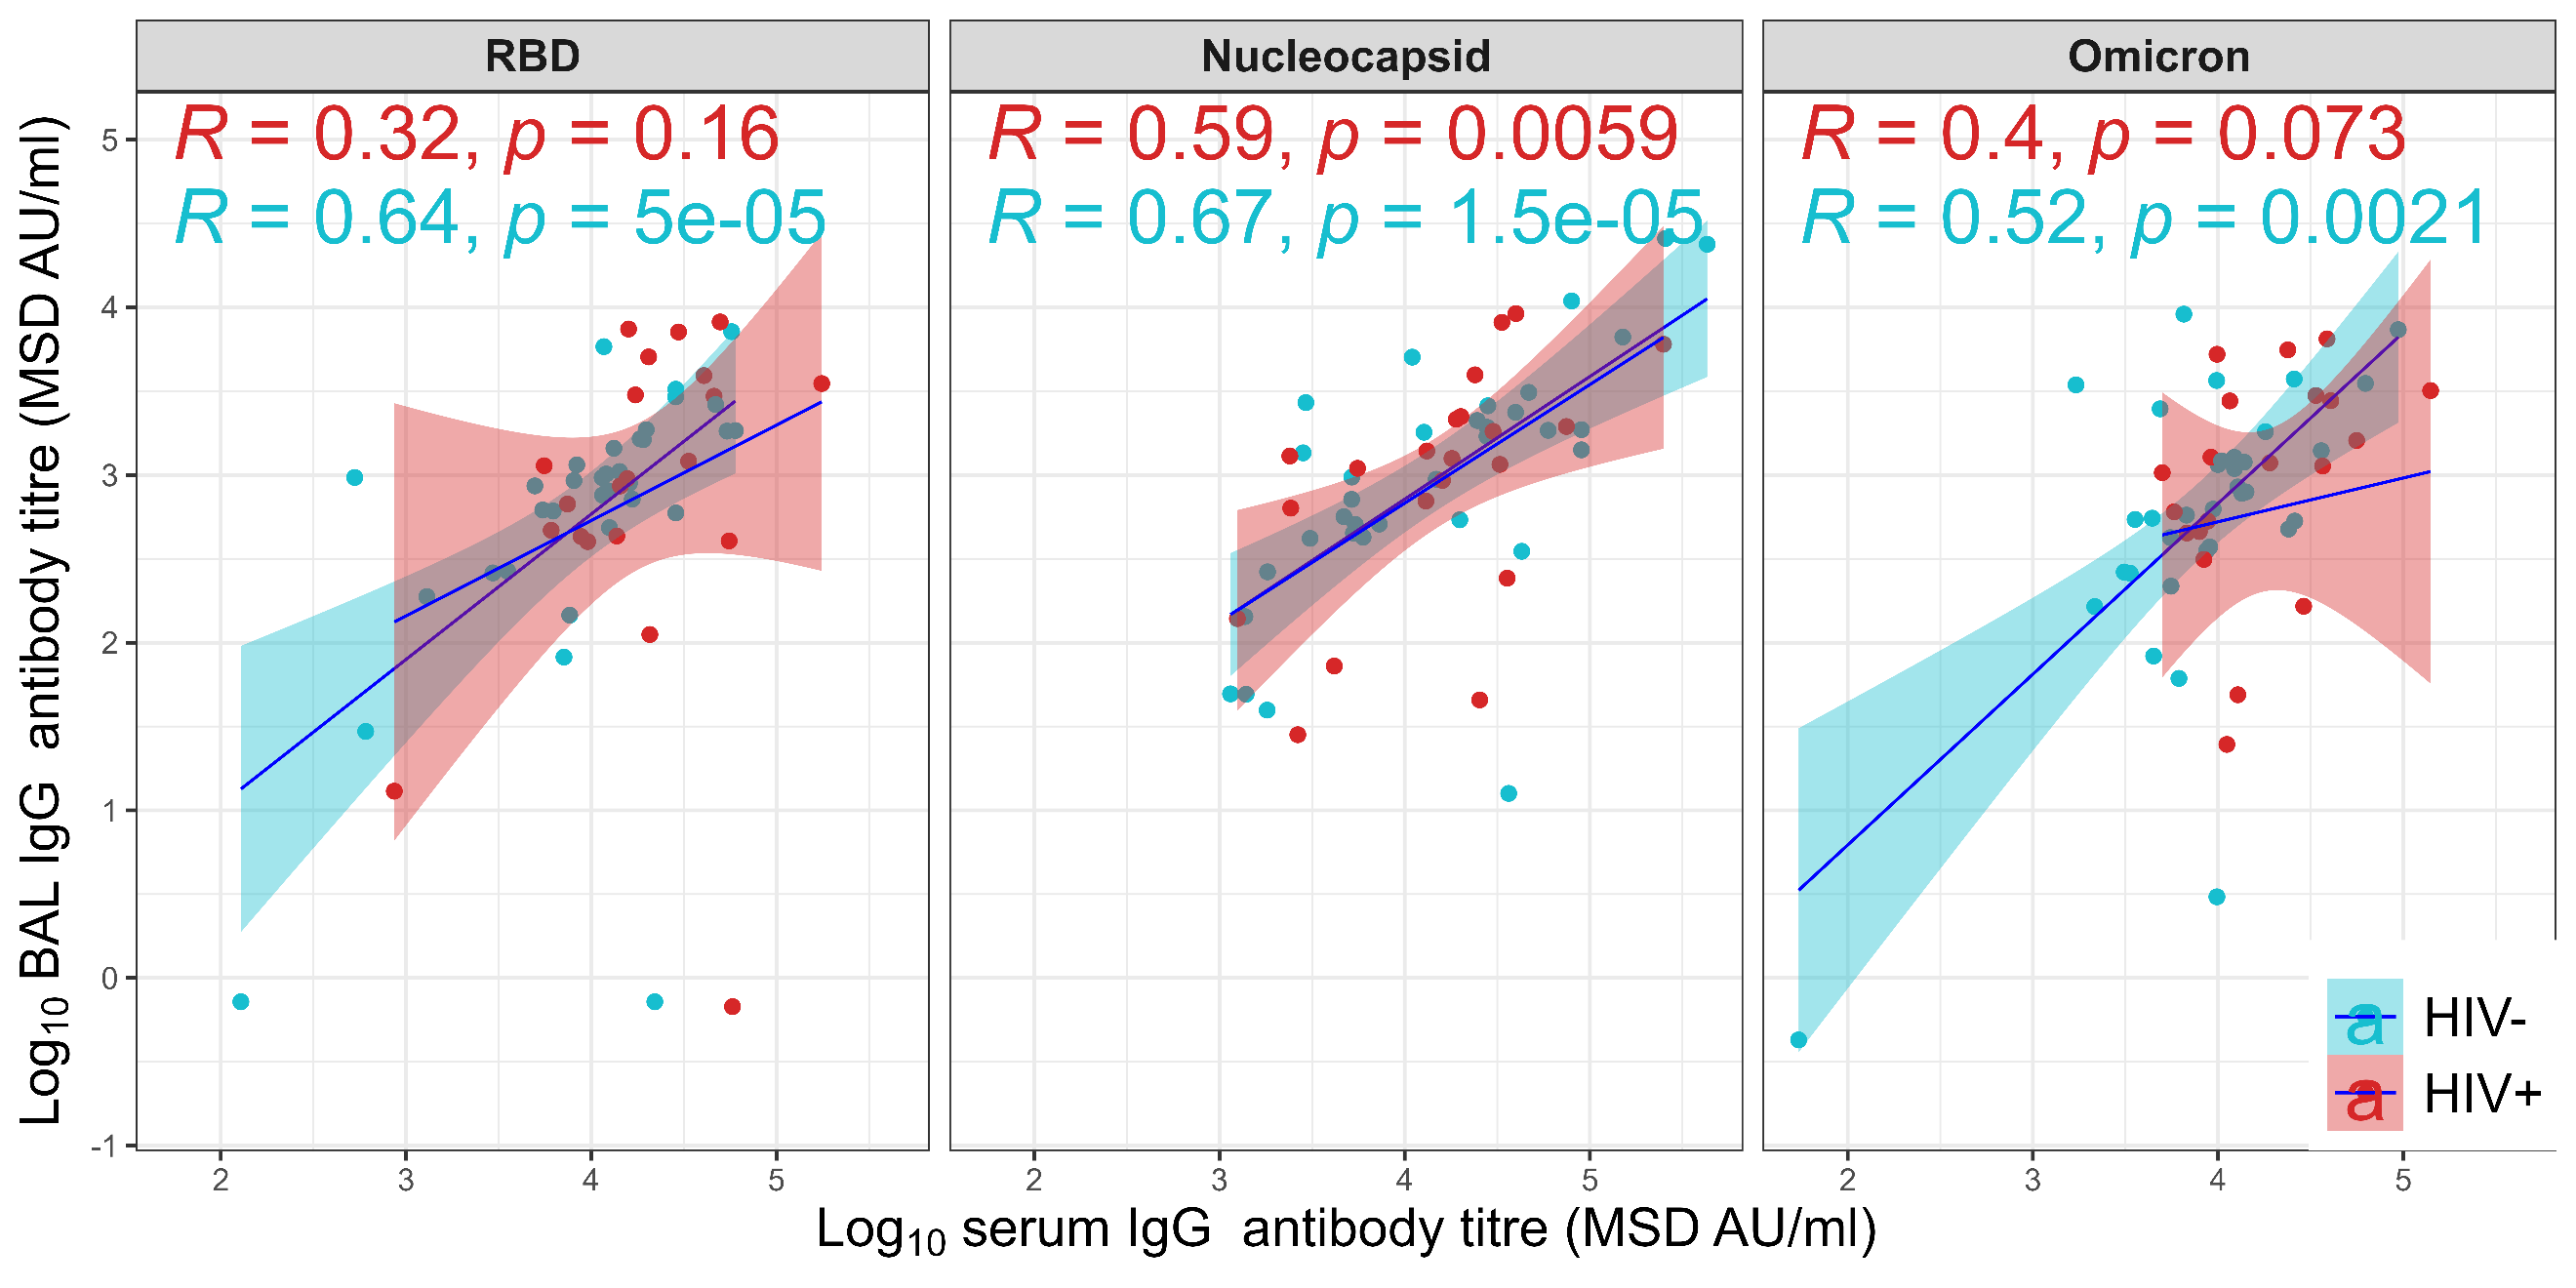 RBD
Nucleocapsid
Omicron
R = 0.32, p = 0.16
R = 0.64, p = 5e-05
R = 0.59, p = 0.0059
R = 0.67, p = 1.5e-05
R = 0.4, p = 0.073
R = 0.52, p = 0.0021
Log10 BAL IgG antibody titre (MSD AU/ml)
5
4
3
2
1
0
-1
2 3 4 5
2 3 4 5
2 3 4 5
Log10 serum IgG antibody titre (MSD AU/ml)
a HIV-
a HIV+